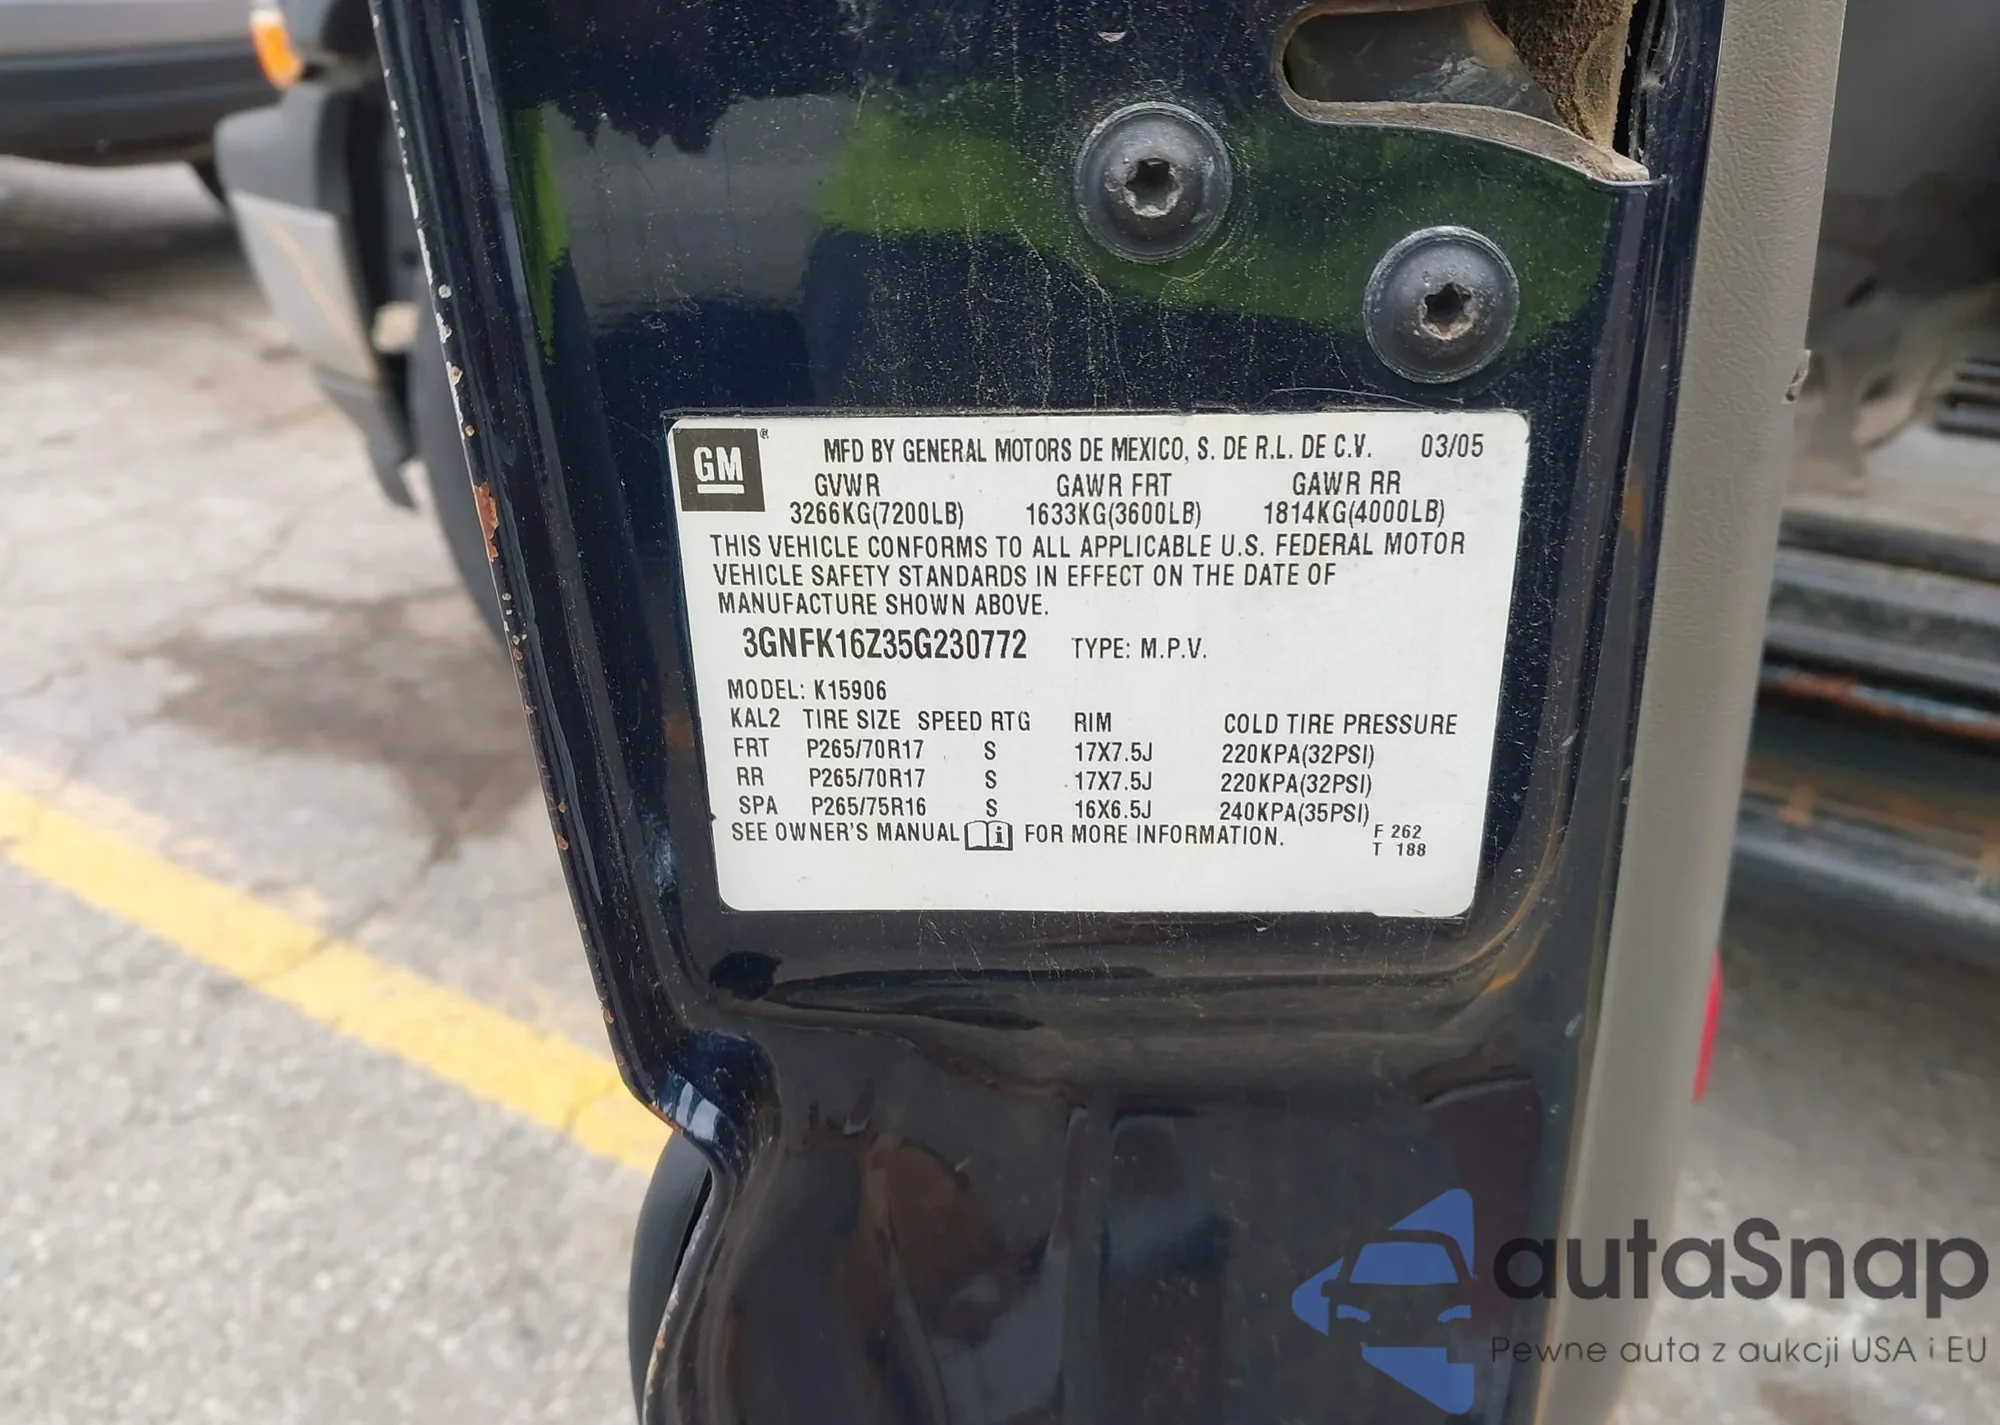 GM ® MFD BY GENERAL MOTORS DE MEXICO, S. DE R.L. DE C.V. 03/05
GVWR GAWR FRT GAWR RR
3266KG(7200LB) 1633KG(3600LB) 1814KG(4000LB)
THIS VEHICLE CONFORMS TO ALL APPLICABLE U.S. FEDERAL MOTOR
VEHICLE SAFETY STANDARDS IN EFFECT ON THE DATE OF
MANUFACTURE SHOWN ABOVE.
3GNFK16Z35G230772 TYPE: M.P.V.
MODEL: K15906
KAL2 TIRE SIZE SPEED RTG RIM COLD TIRE PRESSURE
FRT P265/70R17 S 17X7.5J 220KPA(32PSI)
RR P265/70R17 S 17X7.5J 220KPA(32PSI)
SPA P265/75R16 S 16X6.5J 240KPA(35PSI)
SEE OWNER'S MANUAL i FOR MORE INFORMATION. F 262
T 188
autaSnap
Pewne auta z aukcji USA i EU